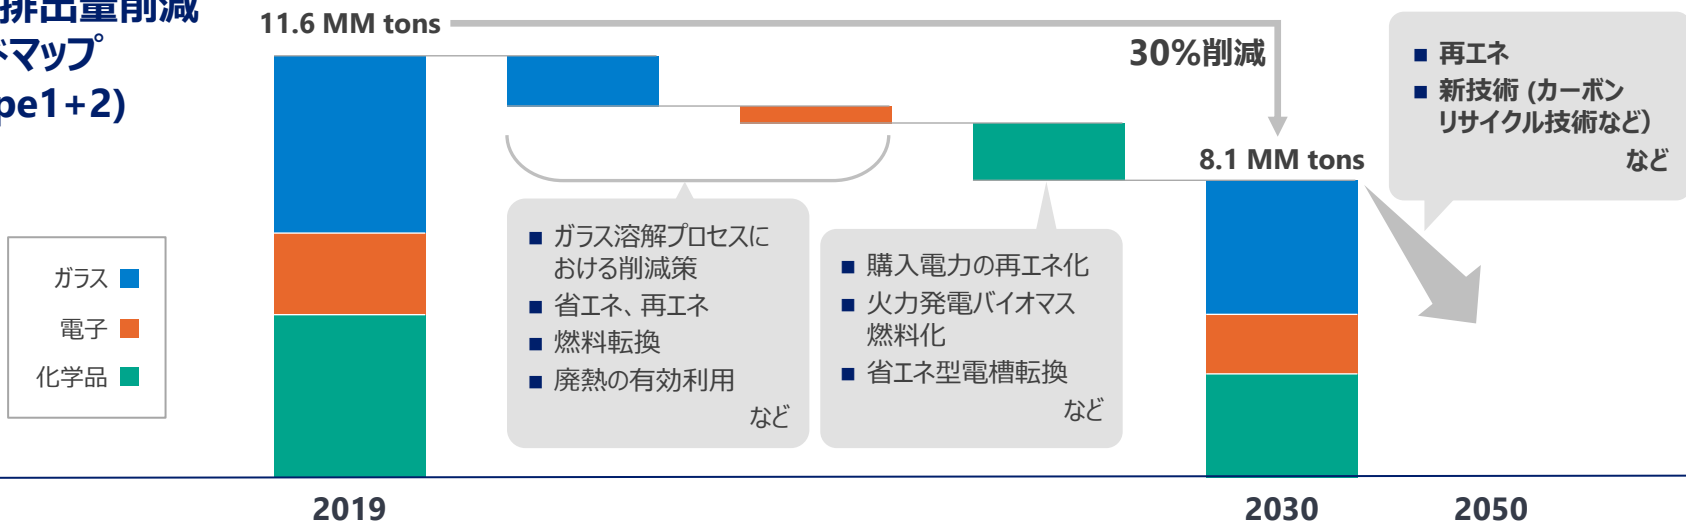 排出量削減
ドマップ
pe1+2)
11.6 MM tons
30%削減
8.1 MM tons
■ 再エネ
■ 新技術 (カーボン
リサイクル技術など)
など
ガラス
電子
化学品
■ ガラス溶解プロセスに
おける削減策
■ 省エネ、再エネ
■ 燃料転換
■ 廃熱の有効利用
など
■ 購入電力の再エネ化
■ 火力発電バイオマス
燃料化
■ 省エネ型電槽転換
など
2019
2030
2050